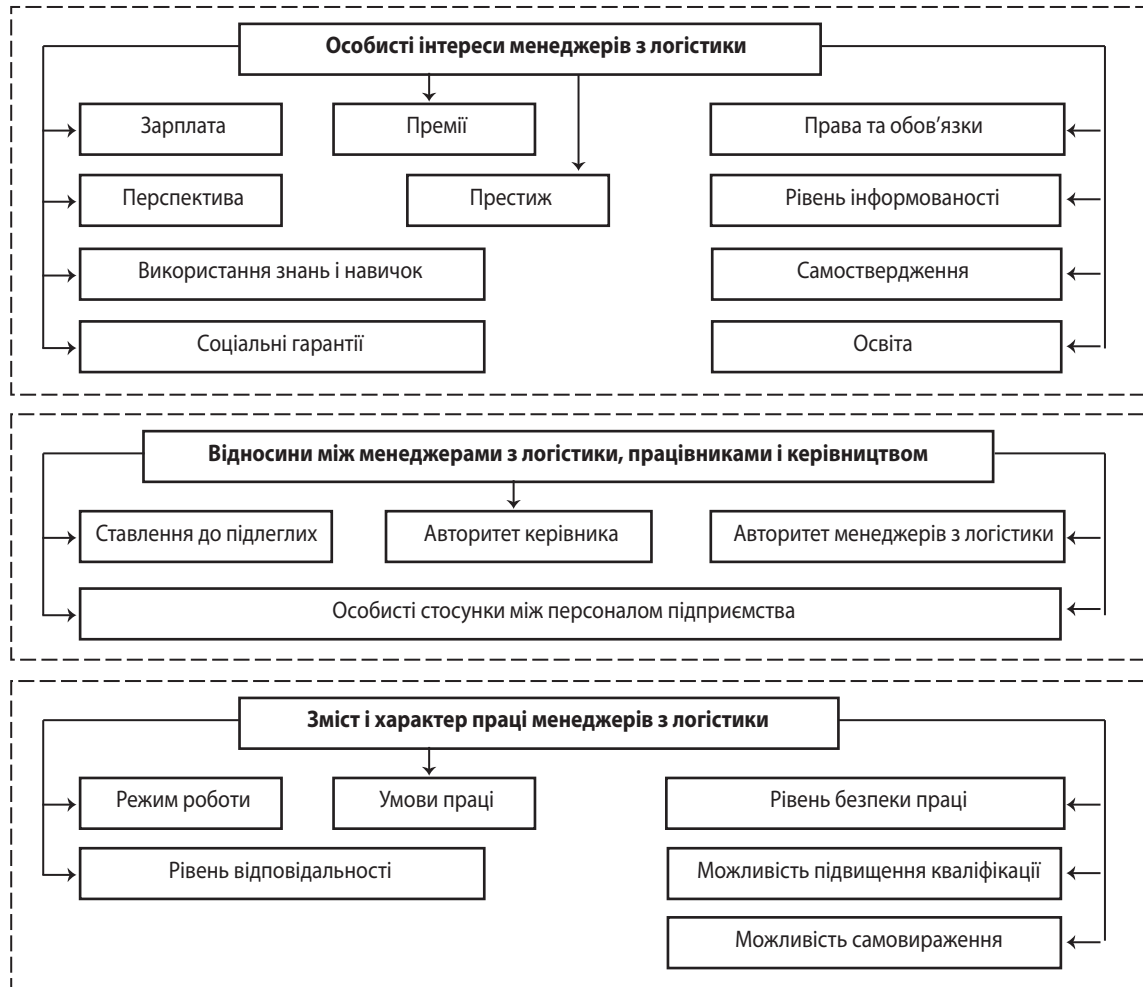 Особисті інтереси менеджерів з логістики
Зарплата
Премії
Права та обов’язки
Перспектива
Престиж
Рівень інформованості
Використання знань і навичок
Самоствердження
Соціальні гарантії
Освіта
Відносини між менеджерами з логістики, працівниками і керівництвом
Ставлення до підлеглих
Авторитет керівника
Авторитет менеджерів з логістики
Особисті стосунки між персоналом підприємства
Зміст і характер праці менеджерів з логістики
Режим роботи
Умови праці
Рівень безпеки праці
Рівень відповідальності
Можливість підвищення кваліфікації
Можливість самовираження